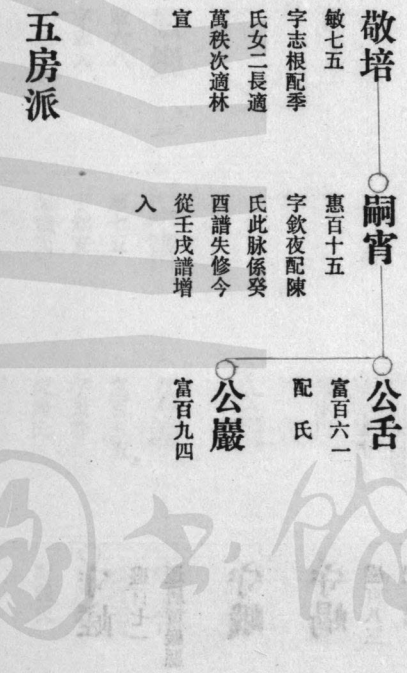 敬培
敏七五
字志根配季
氏女二長適
萬秩次適林
宣
嗣宵
惠百十五
字欽夜配陳
氏此脉係癸
酉譜失修今
從壬戌譜增
入
公舌
富百六一
配　氏
公巖
富百九四
五房派